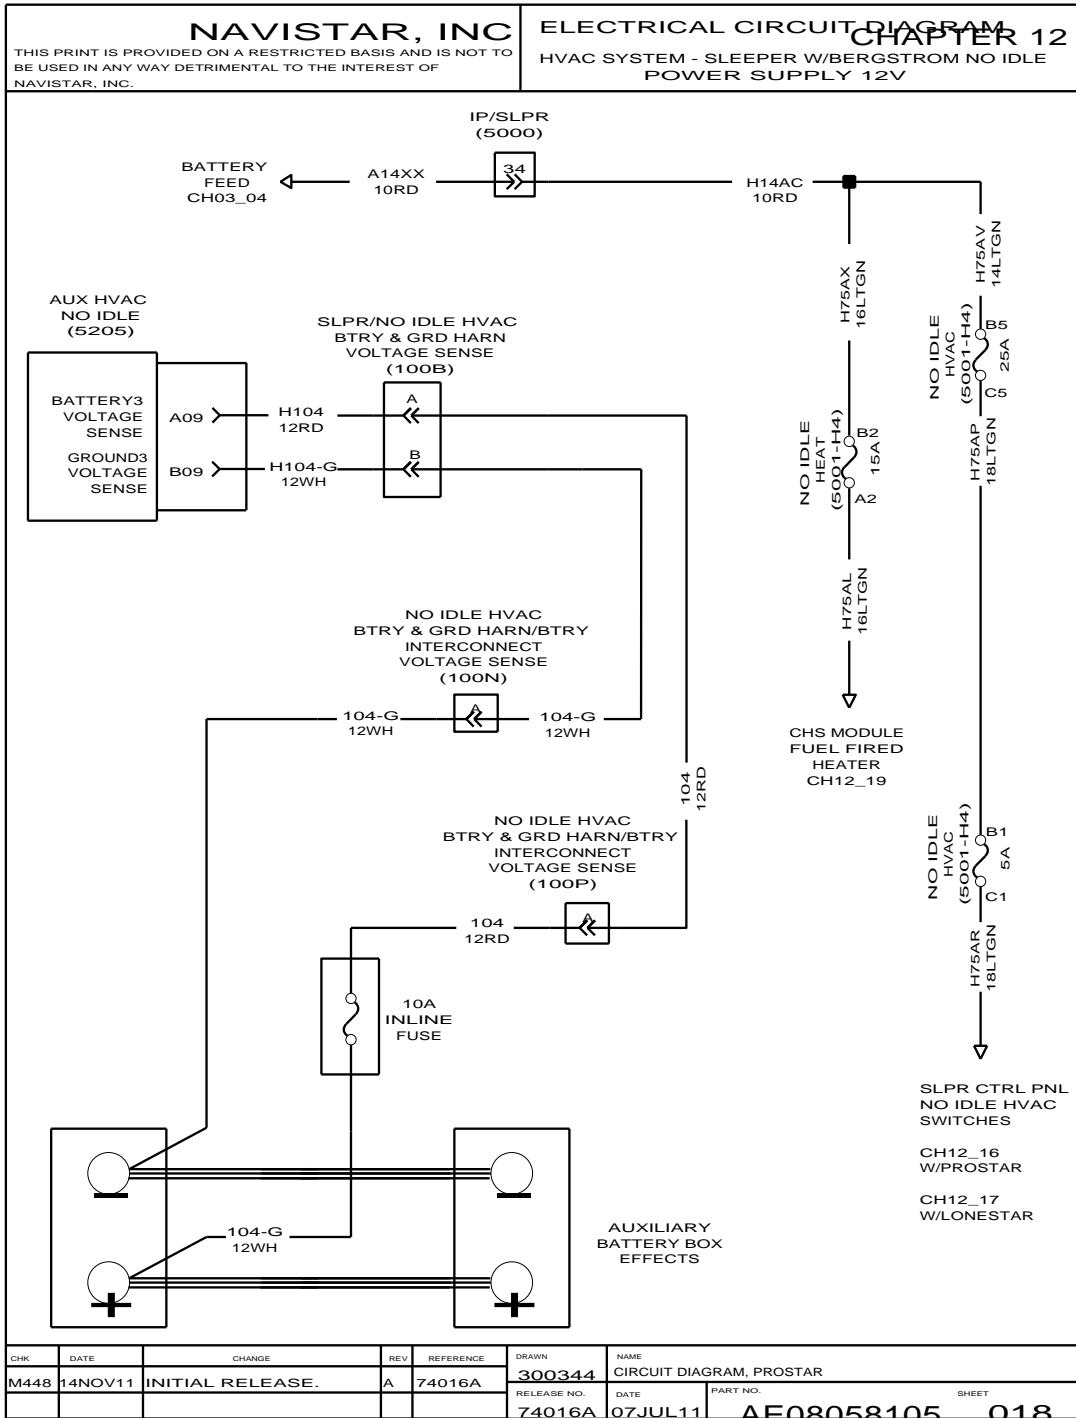 NAVISTAR, INC
THIS PRINT IS PROVIDED ON A RESTRICTED BASIS AND IS NOT TO
BE USED IN ANY WAY DETRIMENTAL TO THE INTEREST OF
NAVISTAR, INC.
ELECTRICAL CIRCUIT DIAGRAM
CHAPTER 12
HVAC SYSTEM - SLEEPER W/BERGSTROM NO IDLE
POWER SUPPLY 12V
IP/SLPR
(5000)
34
BATTERY
FEED
CH03_04
A14XX
10RD
H14AC
10RD
H75AX
16LTGN
H75AV
14LTGN
NO IDLE
HVAC
(5001-H4)
B5
25A
C5
H75AP
18LTGN
NO IDLE
HEAT
(5001-H4)
B2
15A
A2
H75AL
16LTGN
CHS MODULE
FUEL FIRED
HEATER
CH12_19
NO IDLE
HVAC
(5001-H4)
B1
5A
C1
H75AR
18LTGN
SLPR CTRL PNL
NO IDLE HVAC
SWITCHES
CH12_16
W/PROSTAR
CH12_17
W/LONESTAR
AUX HVAC
NO IDLE
(5205)
BATTERY3
VOLTAGE
SENSE
GROUND3
VOLTAGE
SENSE
A09
B09
H104
12RD
H104-G
12WH
SLPR/NO IDLE HVAC
BTRY & GRD HARN
VOLTAGE SENSE
(100B)
A
B
NO IDLE HVAC
BTRY & GRD HARN/BTRY
INTERCONNECT
VOLTAGE SENSE
(100N)
104-G
12WH
A
104-G
12WH
104
12RD
NO IDLE HVAC
BTRY & GRD HARN/BTRY
INTERCONNECT
VOLTAGE SENSE
(100P)
104
12RD
A
10A
INLINE
FUSE
104-G
12WH
AUXILIARY
BATTERY BOX
EFFECTS
CHK DATE CHANGE REV REFERENCE
M448 14NOV11 INITIAL RELEASE. A 74016A
DRAWN
300344
NAME
CIRCUIT DIAGRAM, PROSTAR
RELEASE NO.
74016A
DATE
07JUL11
PART NO.
AE08058105
SHEET
018